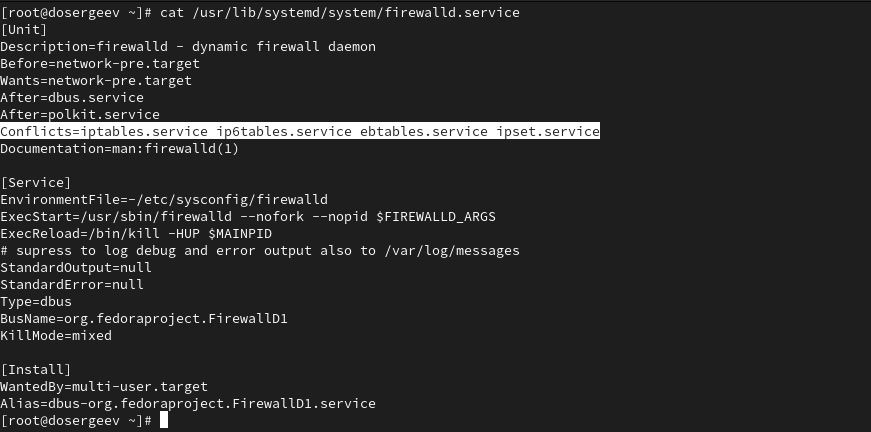 [root@dosergeev ~]# cat /usr/lib/systemd/system/firewalld.service
[Unit]
Description=firewalld - dynamic firewall daemon
Before=network-pre.target
Wants=network-pre.target
After=dbus.service
After=polkit.service
Conflicts=iptables.service ip6tables.service ebtables.service ipset.service
Documentation=man:firewalld(1)

[Service]
EnvironmentFile=-/etc/sysconfig/firewalld
ExecStart=/usr/sbin/firewalld --nofork --nopid $FIREWALLD_ARGS
ExecReload=/bin/kill -HUP $MAINPID
# supress to log debug and error output also to /var/log/messages
StandardOutput=null
StandardError=null
Type=dbus
BusName=org.fedoraproject.FirewallD1
KillMode=mixed

[Install]
WantedBy=multi-user.target
Alias=dbus-org.fedoraproject.FirewallD1.service
[root@dosergeev ~]#